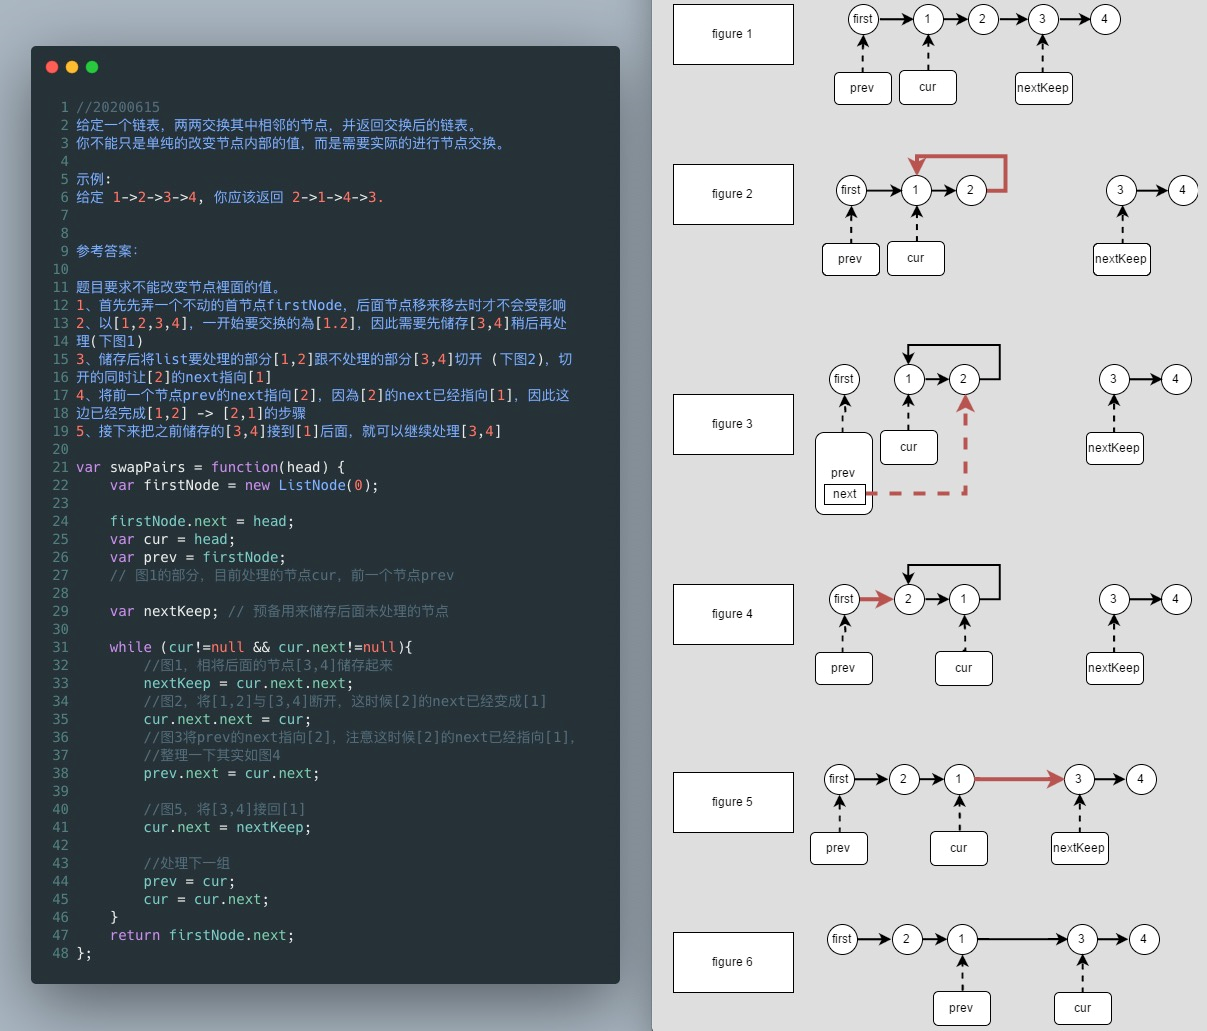 1 //20200615
2 给定一个链表，两两交换其中相邻的节点，并返回交换后的链表。
3 你不能只是单纯的改变节点内部的值，而是需要实际的进行节点交换。
4
5 示例:
6 给定 1->2->3->4, 你应该返回 2->1->4->3.
7
8
9 参考答案：
10
11 题目要求不能改变节点裡面的值。
12 1、首先先弄一个不动的首节点firstNode，后面节点移来移去时才不会受影响
13 2、以[1,2,3,4]，一开始要交换的為[1.2]，因此需要先储存[3,4]稍后再处
14 理(下图1)
15 3、储存后将list要处理的部分[1,2]跟不处理的部分[3,4]切开 (下图2)，切
16 开的同时让[2]的next指向[1]
17 4、将前一个节点prev的next指向[2]，因為[2]的next已经指向[1]，因此这
18 边已经完成[1,2] -> [2,1]的步骤
19 5、接下来把之前储存的[3,4]接到[1]后面，就可以继续处理[3,4]
20
21 var swapPairs = function(head) {
22     var firstNode = new ListNode(0);
23
24     firstNode.next = head;
25     var cur = head;
26     var prev = firstNode;
27     // 图1的部分，目前处理的节点cur，前一个节点prev
28
29     var nextKeep; // 预备用来储存后面未处理的节点
30
31     while (cur!=null && cur.next!=null){
32         //图1，相将后面的节点[3,4]储存起来
33         nextKeep = cur.next.next;
34         //图2，将[1,2]与[3,4]断开，这时候[2]的next已经变成[1]
35         cur.next.next = cur;
36         //图3将prev的next指向[2]，注意这时候[2]的next已经指向[1]，
37         //整理一下其实如图4
38         prev.next = cur.next;
39
40         //图5，将[3,4]接回[1]
41         cur.next = nextKeep;
42
43         //处理下一组
44         prev = cur;
45         cur = cur.next;
46     }
47     return firstNode.next;
48 };
figure 1
first 1 2 3 4
prev cur nextKeep
figure 2
first 1 2 3 4
prev cur nextKeep
figure 3
first 1 2 3 4
cur nextKeep
prev
next
figure 4
first 2 1 3 4
prev cur nextKeep
figure 5
first 2 1 3 4
prev cur nextKeep
figure 6
first 2 1 3 4
prev cur